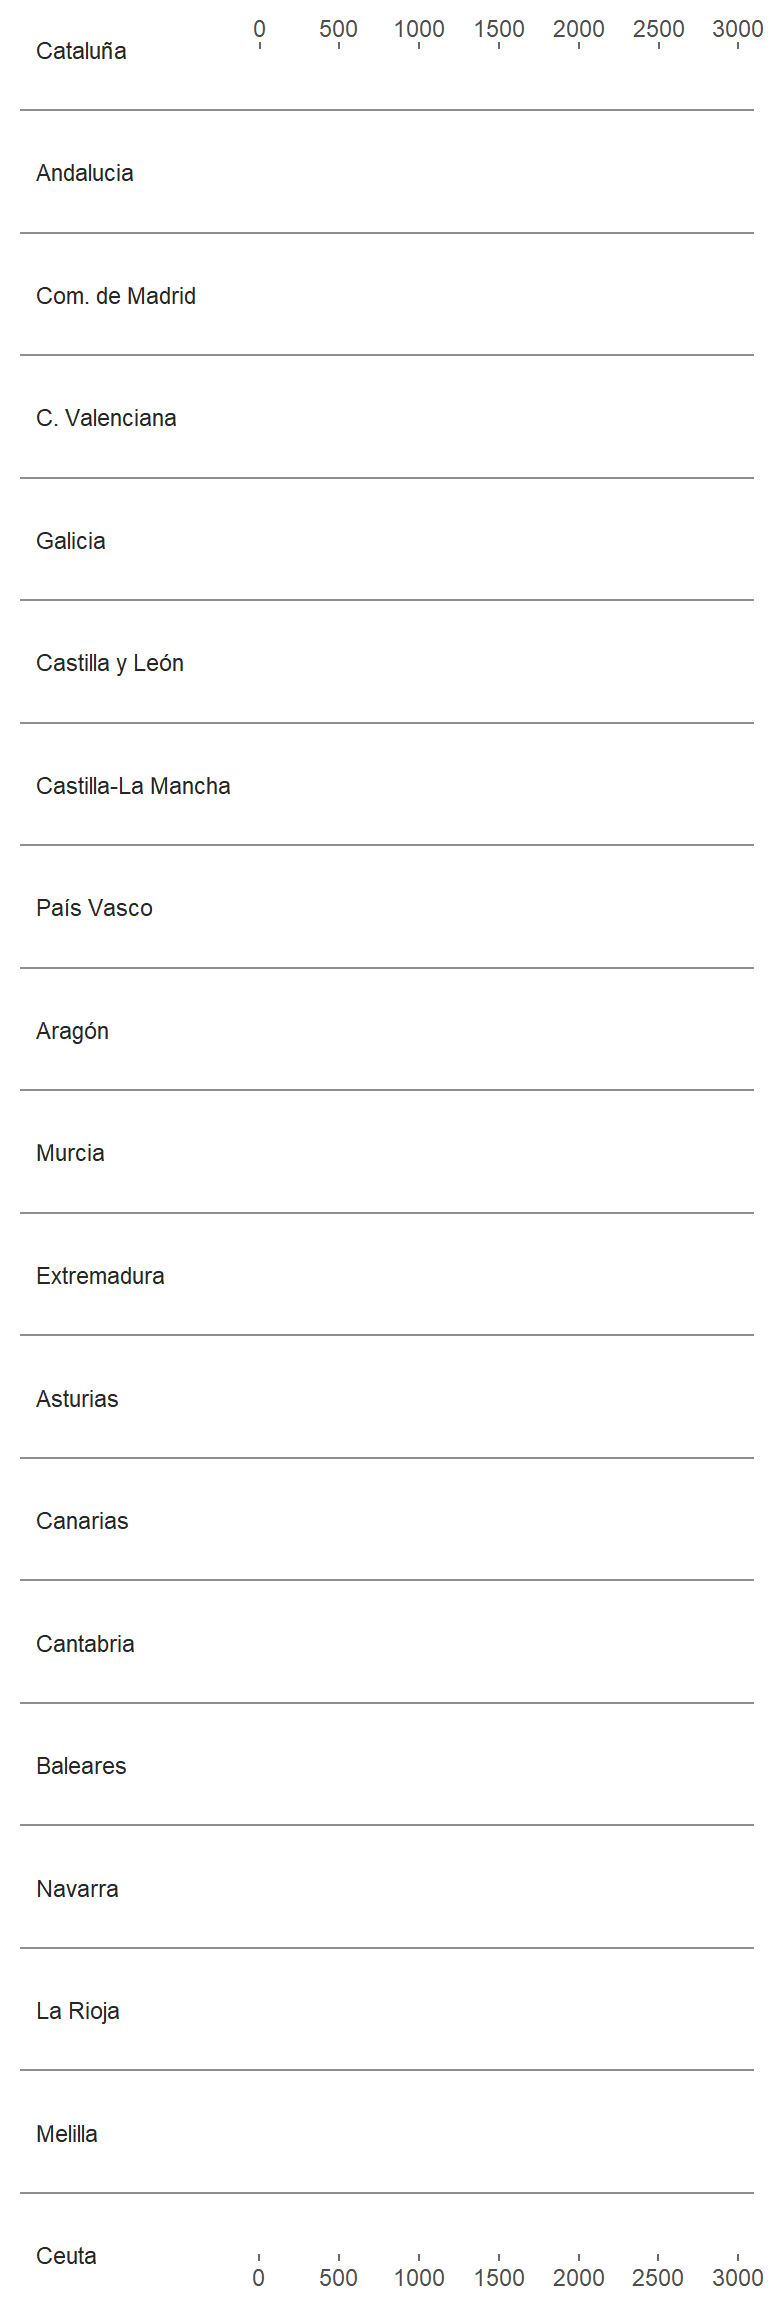 0 500 1000 1500 2000 2500 3000
Cataluña
Andalucia
Com. de Madrid
C. Valenciana
Galicia
Castilla y León
Castilla-La Mancha
País Vasco
Aragón
Murcia
Extremadura
Asturias
Canarias
Cantabria
Baleares
Navarra
La Rioja
Melilla
Ceuta
0 500 1000 1500 2000 2500 3000